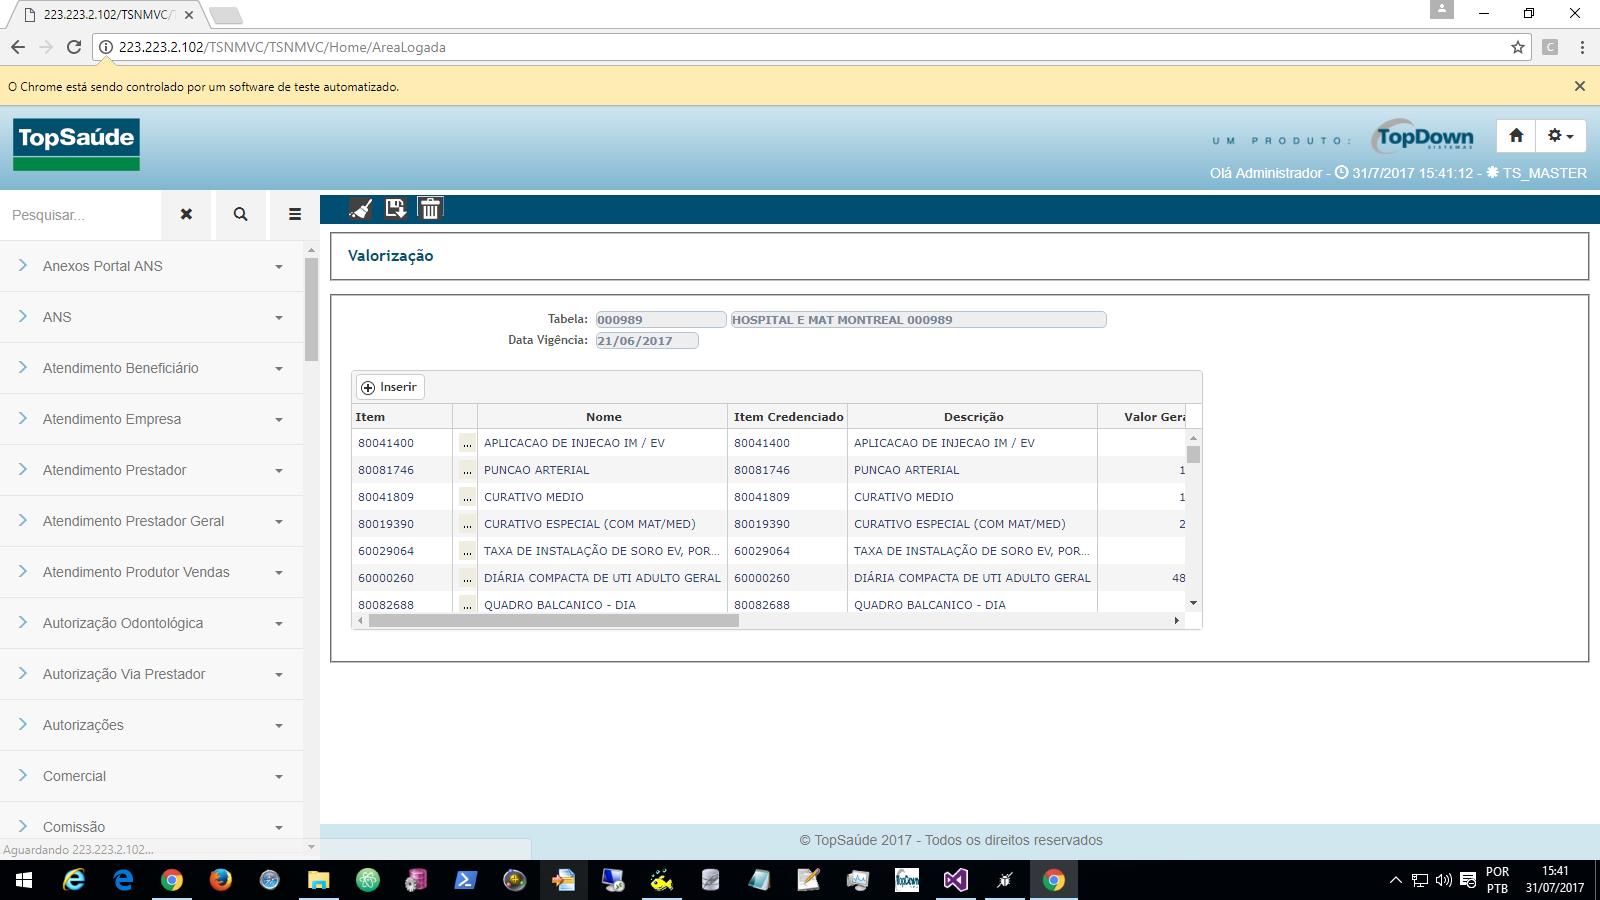 223.223.2.102/TSNMVC/T
223.223.2.102/TSNMVC/TSNMVC/Home/AreaLogada
C
O Chrome está sendo controlado por um software de teste automatizado.
TopSaúde
UM PRODUTO:
TopDown
SISTEMAS
Olá Administrador - 31/7/2017 15:41:12 - TS_MASTER
Pesquisar...
Anexos Portal ANS
ANS
Atendimento Beneficiário
Atendimento Empresa
Atendimento Prestador
Atendimento Prestador Geral
Atendimento Produtor Vendas
Autorização Odontológica
Autorização Via Prestador
Autorizações
Comercial
Comissão
Aguardando 223.223.2.102...
Valorização
Tabela: 000989 HOSPITAL E MAT MONTREAL 000989
Data Vigência: 21/06/2017
Inserir
Item Nome Item Credenciado Descrição Valor Gera
80041400 ... APLICACAO DE INJECAO IM / EV 80041400 APLICACAO DE INJECAO IM / EV
80081746 ... PUNCAO ARTERIAL 80081746 PUNCAO ARTERIAL 1
80041809 ... CURATIVO MEDIO 80041809 CURATIVO MEDIO 1
80019390 ... CURATIVO ESPECIAL (COM MAT/MED) 80019390 CURATIVO ESPECIAL (COM MAT/MED) 2
60029064 ... TAXA DE INSTALAÇÃO DE SORO EV, POR... 60029064 TAXA DE INSTALAÇÃO DE SORO EV, POR...
60000260 ... DIÁRIA COMPACTA DE UTI ADULTO GERAL 60000260 DIÁRIA COMPACTA DE UTI ADULTO GERAL 48
80082688 ... QUADRO BALCANICO - DIA 80082688 QUADRO BALCANICO - DIA
© TopSaúde 2017 - Todos os direitos reservados
TopDown
POR
PTB
15:41
31/07/2017